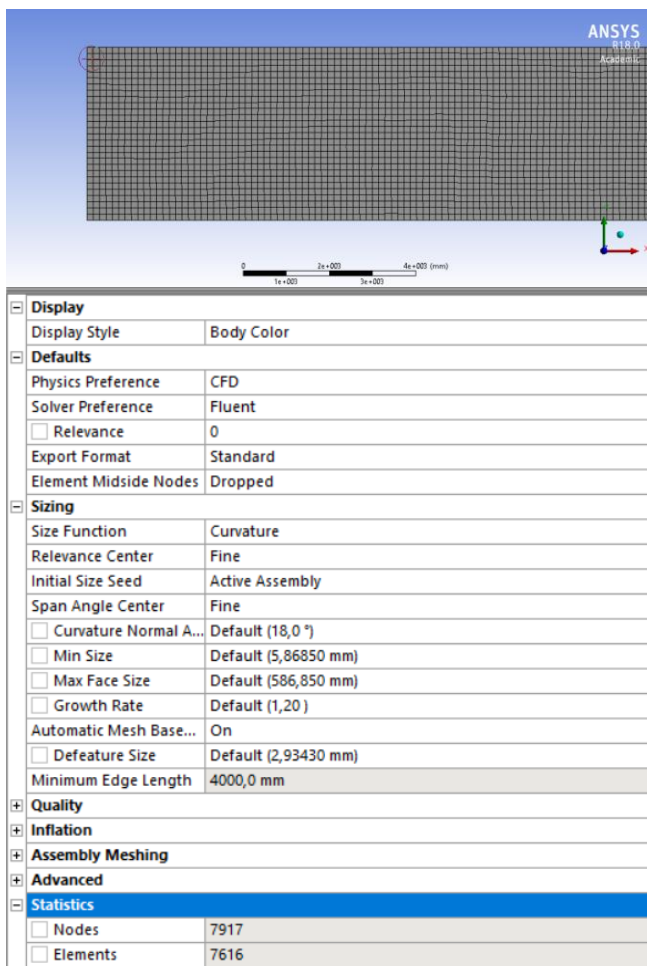 ANSYS
R18.0
Academic
0 2e+003 4e+003 (mm)
1e+003 3e+003
Display
Display Style Body Color
Defaults
Physics Preference CFD
Solver Preference Fluent
Relevance 0
Export Format Standard
Element Midside Nodes Dropped
Sizing
Size Function Curvature
Relevance Center Fine
Initial Size Seed Active Assembly
Span Angle Center Fine
Curvature Normal A... Default (18,0 °)
Min Size Default (5,86850 mm)
Max Face Size Default (586,850 mm)
Growth Rate Default (1,20 )
Automatic Mesh Base... On
Defeature Size Default (2,93430 mm)
Minimum Edge Length 4000,0 mm
Quality
Inflation
Assembly Meshing
Advanced
Statistics
Nodes 7917
Elements 7616